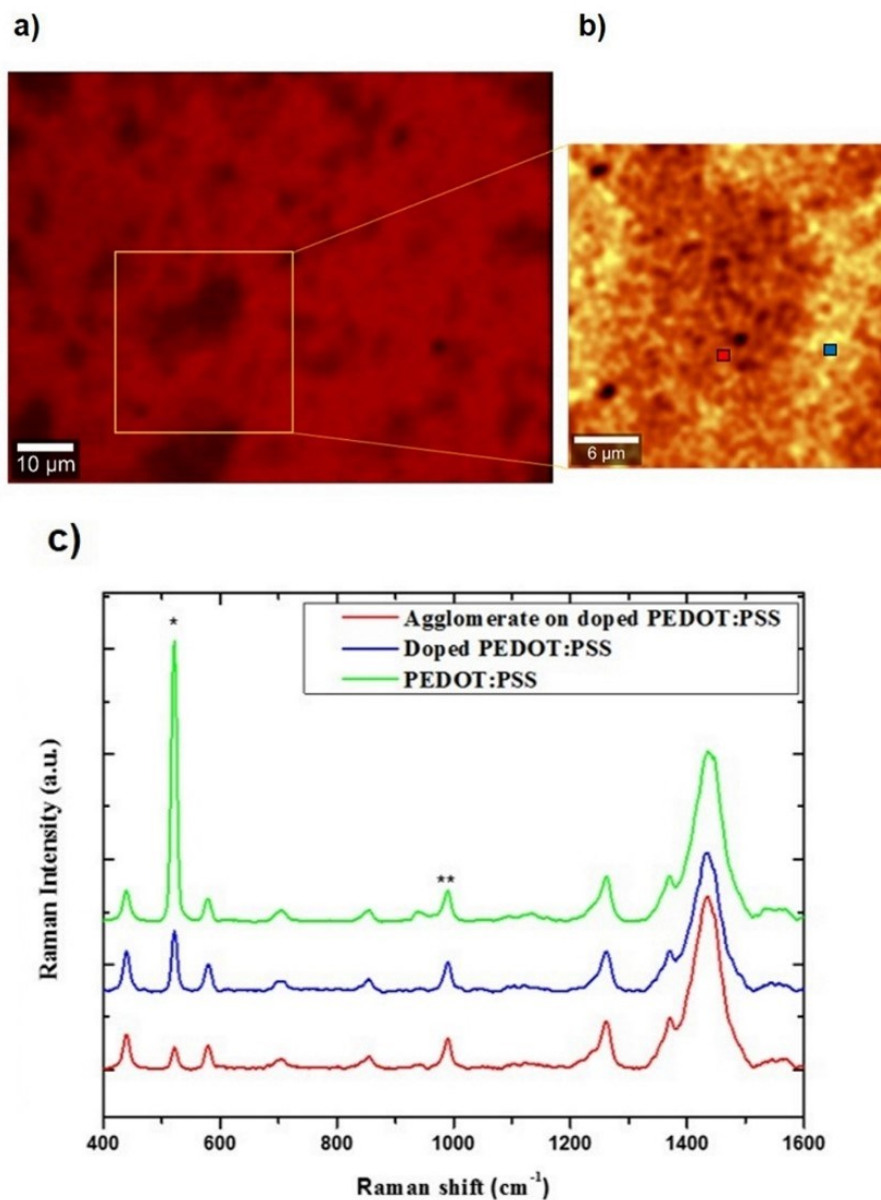 a)
b)
10 µm
6 µm
c)
*
**
Agglomerate on doped PEDOT:PSS
Doped PEDOT:PSS
PEDOT:PSS
Raman Intensity (a.u.)
400 600 800 1000 1200 1400 1600
Raman shift (cm⁻¹)